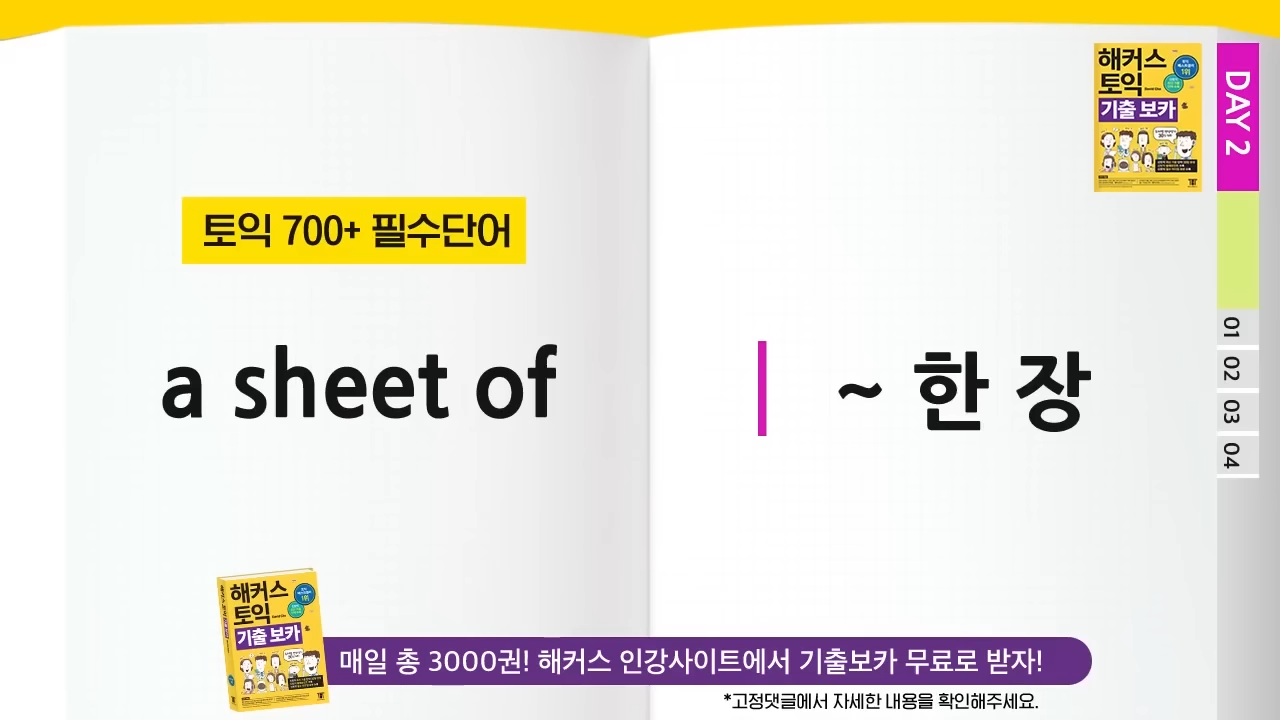 해커스
토익
기출 보카
DAY 2
토익 700+ 필수단어
a sheet of
~ 한 장
01
02
03
04
해커스
토익
기출 보카
매일 총 3000권! 해커스 인강사이트에서 기출보카 무료로 받자!
*고정댓글에서 자세한 내용을 확인해주세요.